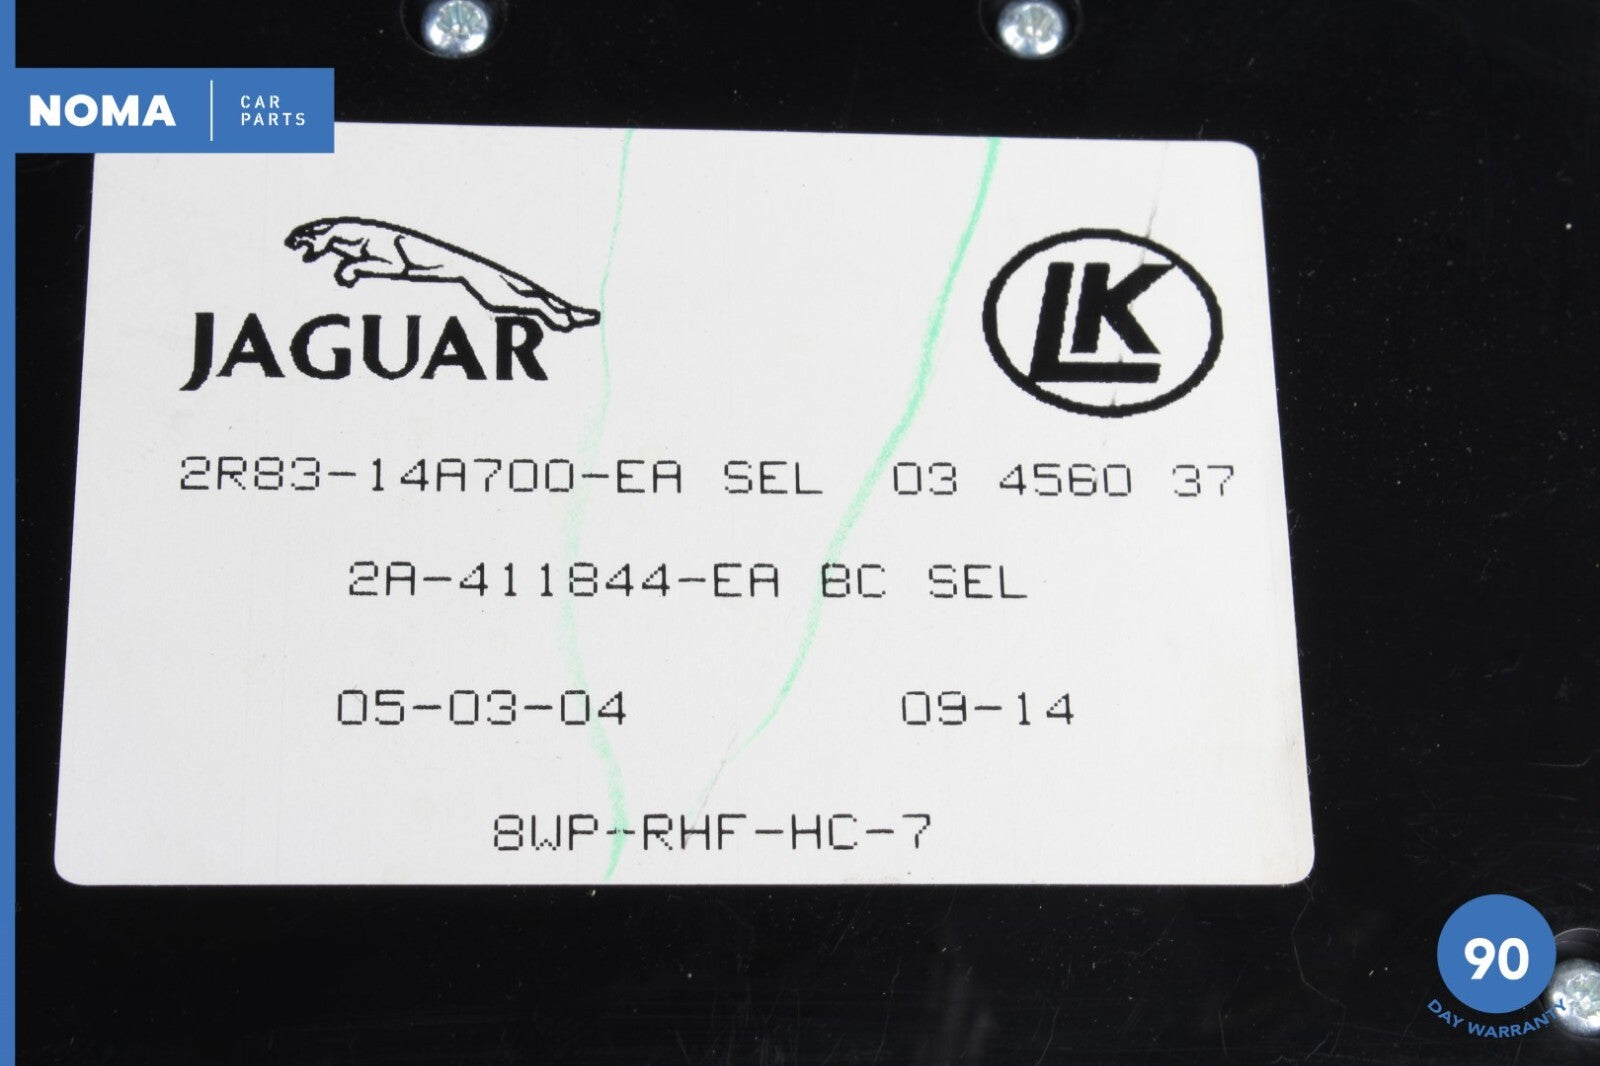 NOMA
CAR
PARTS
JAGUAR
LK
2R83-14A700-EA SEL 03 4560 37
2A-411844-EA 8C SEL
05-03-04 09-14
8WP-RHF-HC-7
90
DAY WARRANTY